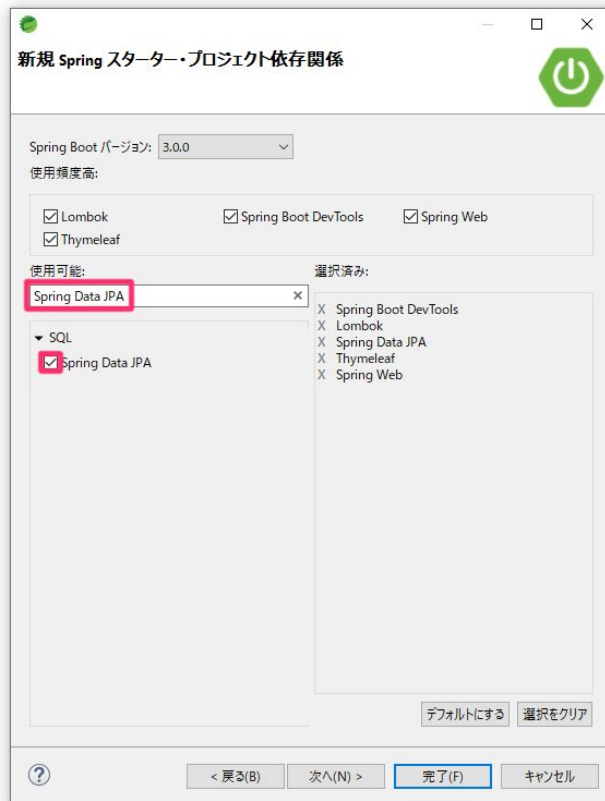 新規 Spring スターター・プロジェクト依存関係
Spring Boot バージョン: 3.0.0
使用頻度高:
Lombok Spring Boot DevTools Spring Web
Thymeleaf
使用可能: 選択済み:
Spring Data JPA ×
X Spring Boot DevTools
SQL X Lombok
X Spring Data JPA
Spring Data JPA X Thymeleaf
X Spring Web
デフォルトにする 選択をクリア
? < 戻る(B) 次へ(N) > 完了(F) キャンセル